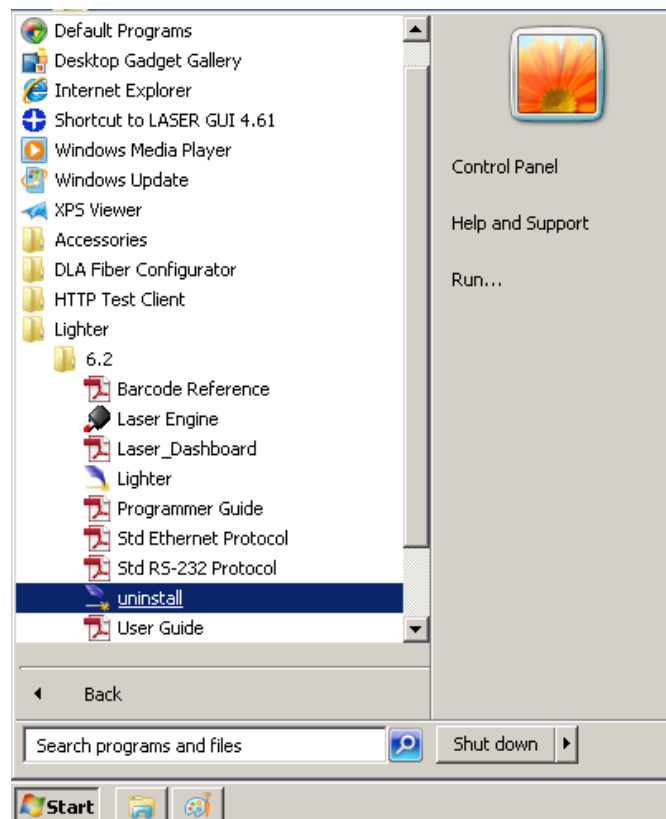 Default Programs
Desktop Gadget Gallery
Internet Explorer
Shortcut to LASER GUI 4.61
Windows Media Player
Windows Update
XPS Viewer
Accessories
DLA Fiber Configurator
HTTP Test Client
Lighter
6.2
Barcode Reference
Laser Engine
Laser_Dashboard
Lighter
Programmer Guide
Std Ethernet Protocol
Std RS-232 Protocol
uninstall
User Guide
Back
Search programs and files
Control Panel
Help and Support
Run...
Shut down
Start